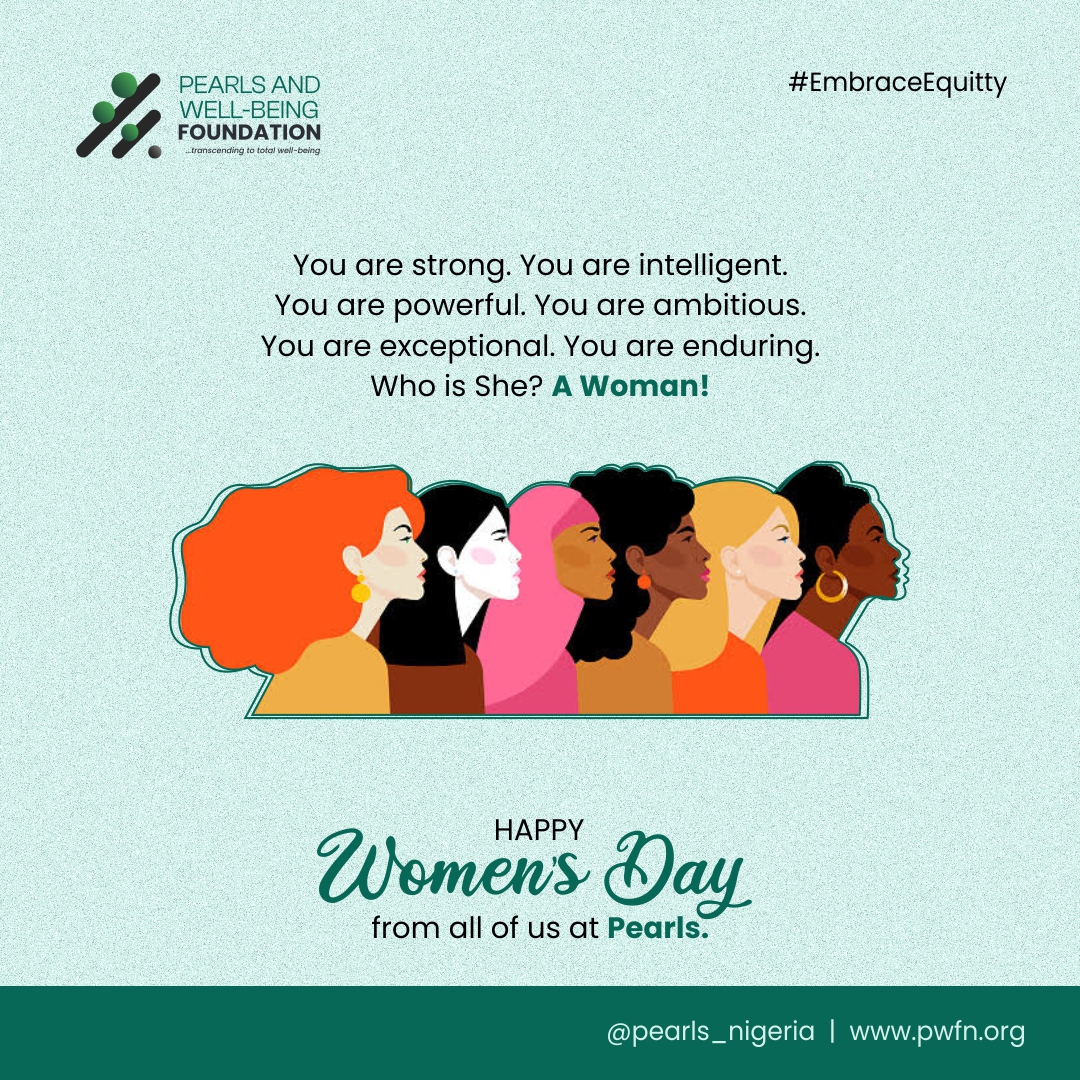 PEARLS AND
WELL-BEING
FOUNDATION
...transcending to total well-being
#EmbraceEquitty
You are strong. You are intelligent.
You are powerful. You are ambitious.
You are exceptional. You are enduring.
Who is She? A Woman!
HAPPY
Women's Day
from all of us at Pearls.
@pearls_nigeria | www.pwfn.org